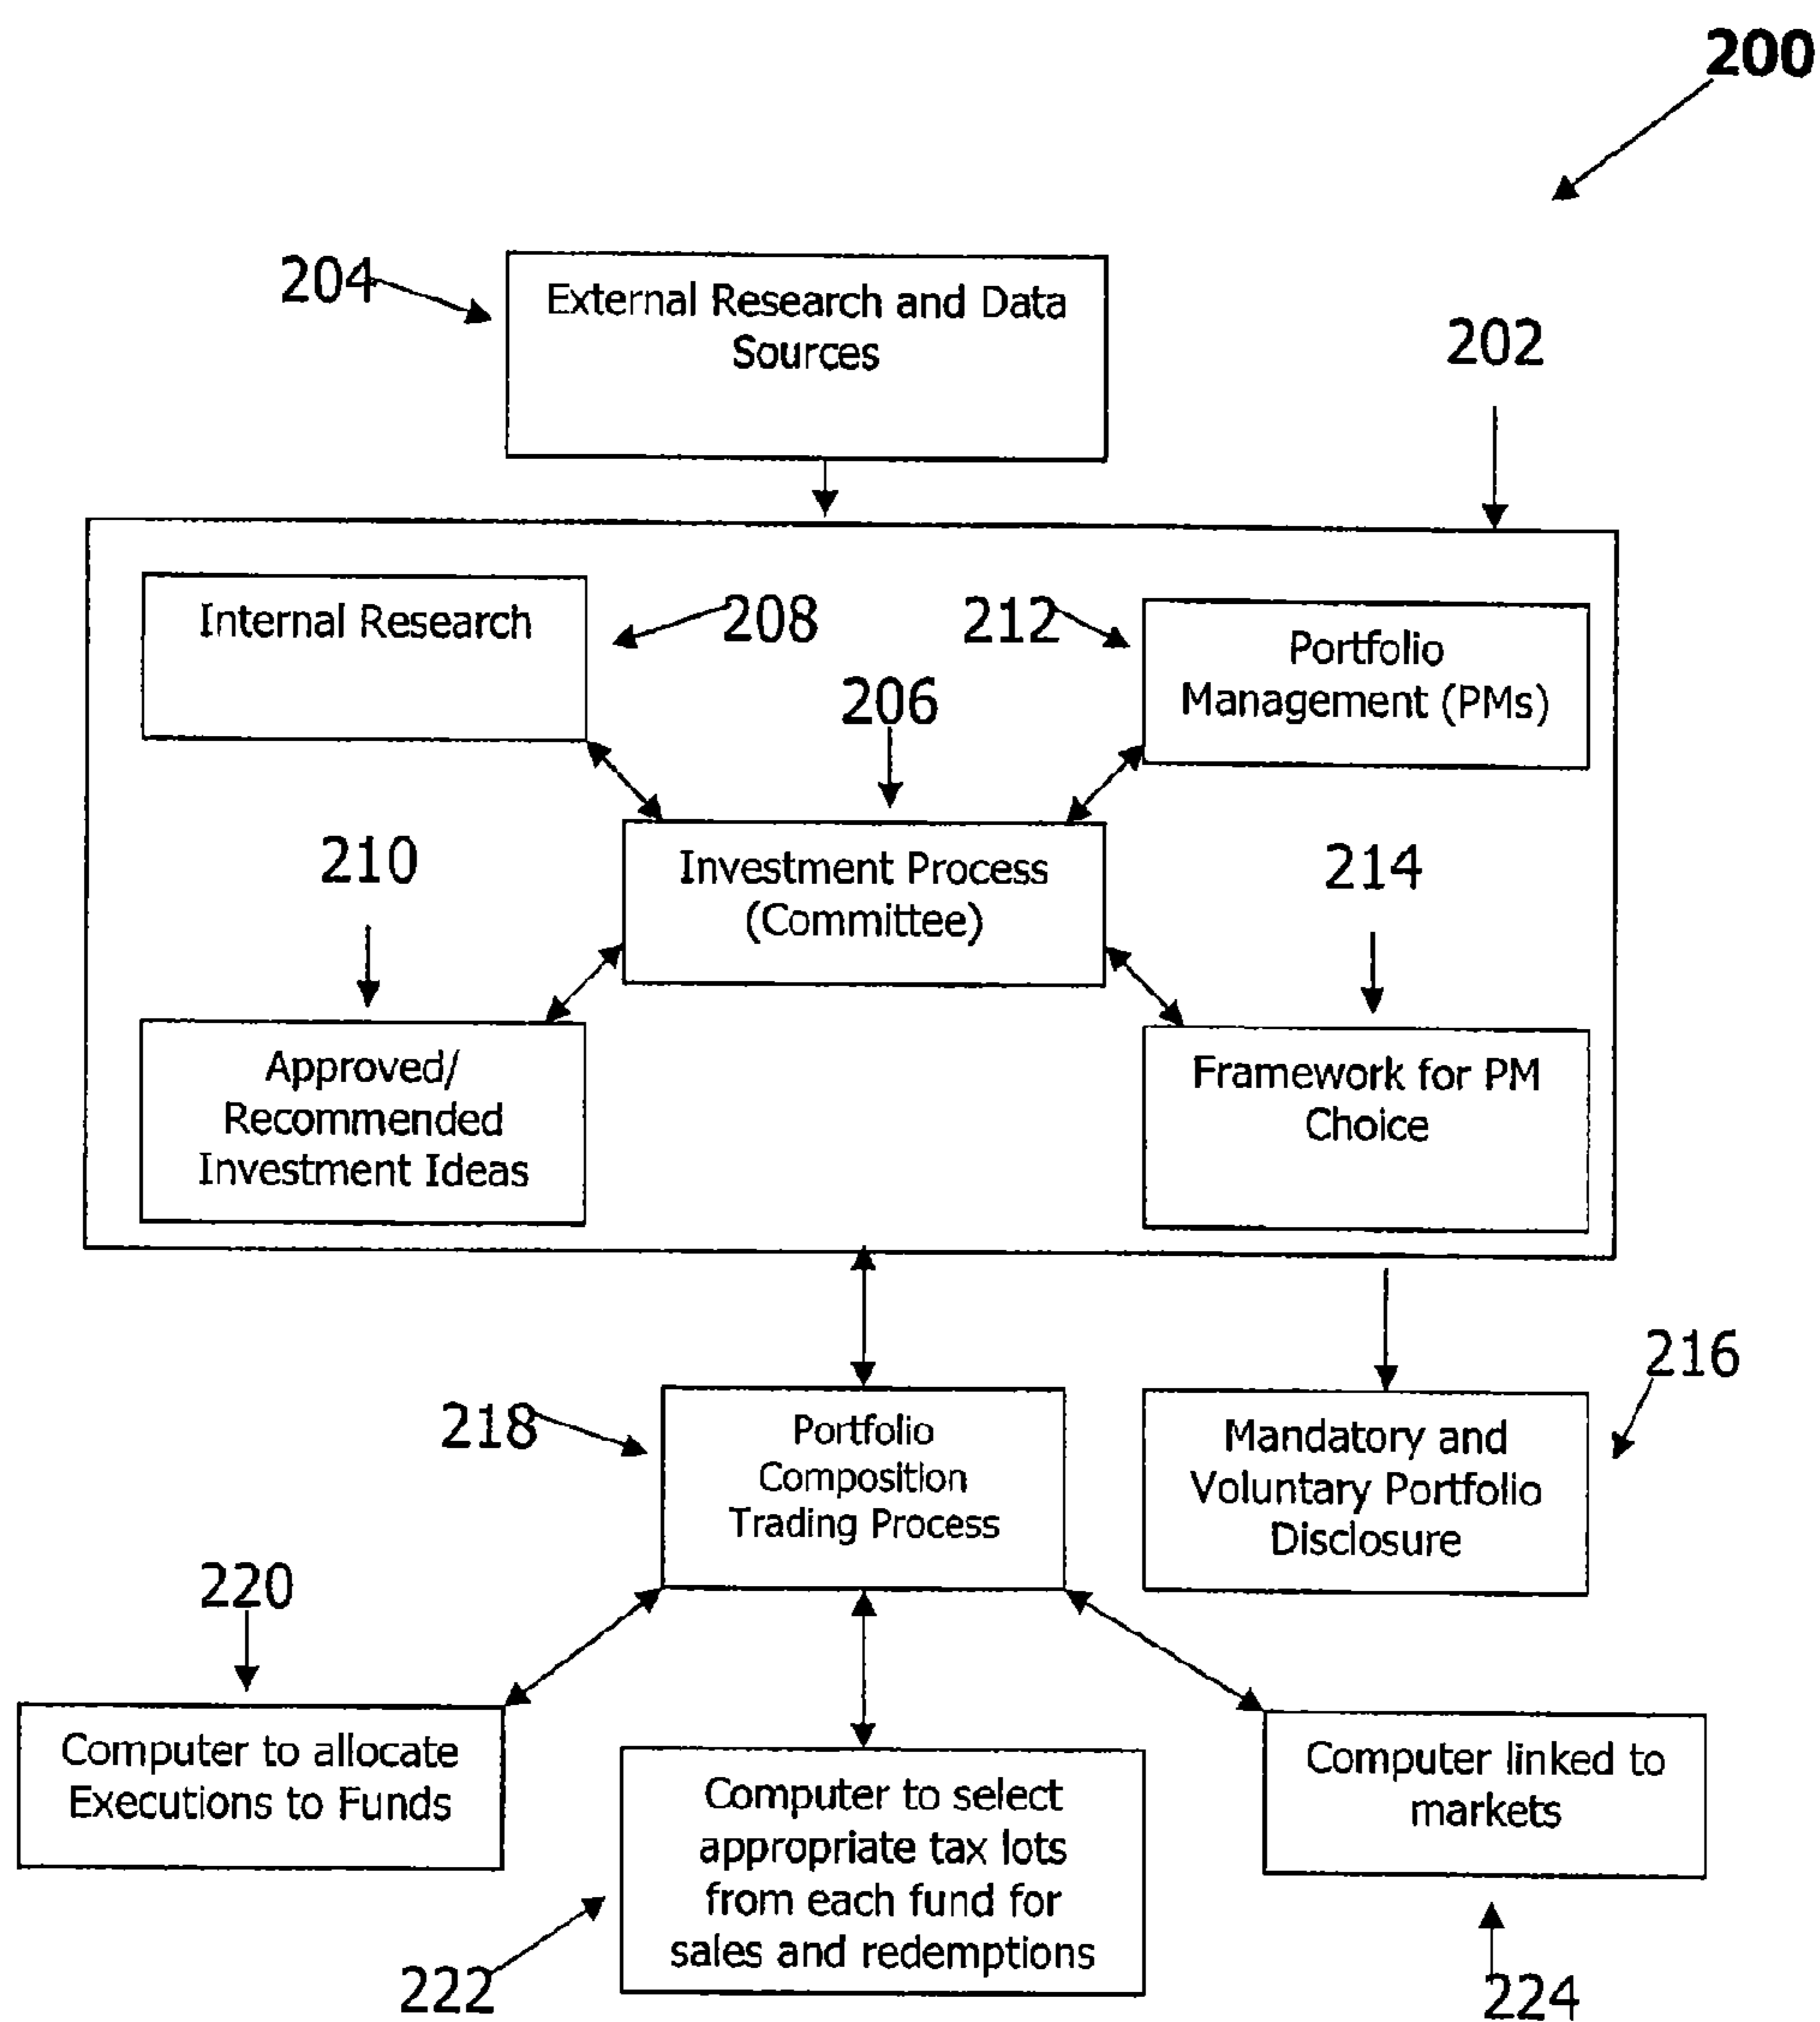 200
204
External Research and Data
Sources
202
Internal Research
208
212
Portfolio
Management (PMs)
206
210
Investment Process
(Committee)
214
Approved/
Recommended
Investment Ideas
Framework for PM
Choice
216
218
Portfolio
Composition
Trading Process
Mandatory and
Voluntary Portfolio
Disclosure
220
Computer to allocate
Executions to Funds
Computer to select
appropriate tax lots
from each fund for
sales and redemptions
Computer linked to
markets
222
224